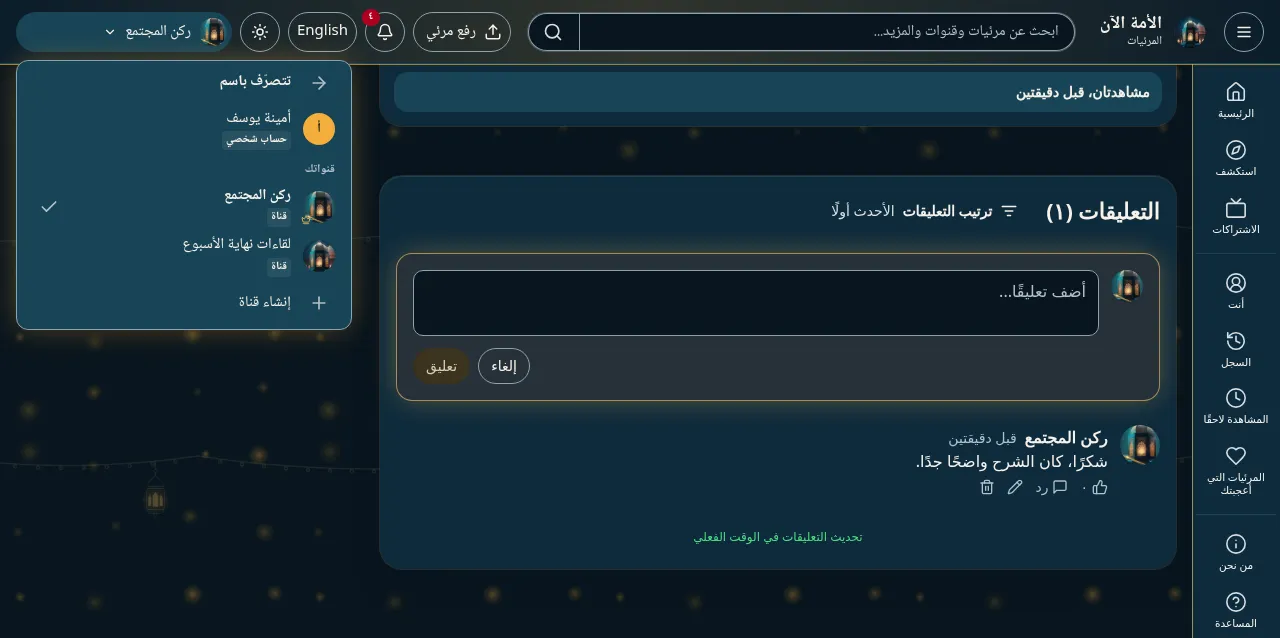 الأمة الآن
المرئيات
ابحث عن مرئيات وقنوات والمزيد...
رفع مرئي
٤
English
ركن المجتمع
الرئيسية
استكشف
الاشتراكات
أنت
السجل
المشاهدة لاحقًا
المرئيات التي
أعجبتك
من نحن
المساعدة
مشاهدتان، قبل دقيقتين
التعليقات (١)
ترتيب التعليقات الأحدث أولًا
أضف تعليقًا...
إلغاء
تعليق
ركن المجتمع قبل دقيقتين
شكرًا، كان الشرح واضحًا جدًا.
٠
رد
تحديث التعليقات في الوقت الفعلي
تتصرّف باسم
أ
أمينة يوسف
حساب شخصي
قنواتك
ركن المجتمع
قناة
لقاءات نهاية الأسبوع
قناة
إنشاء قناة